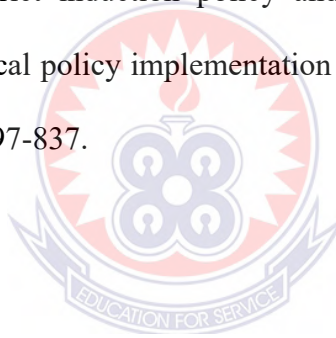 induction policy and
cal policy implementation
97-837.
EDUCATION FOR SERVICE